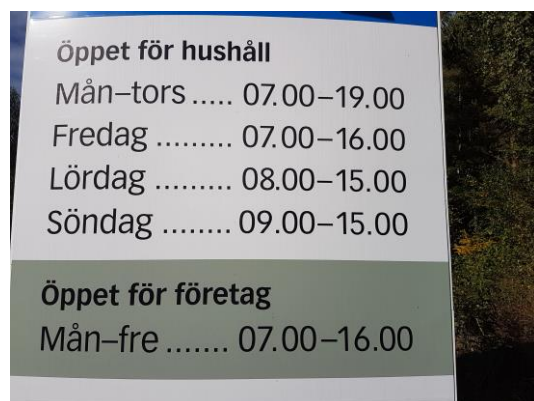 Öppet för hushåll
Mån–tors ..... 07.00–19.00
Fredag ......... 07.00–16.00
Lördag ......... 08.00–15.00
Söndag ........ 09.00–15.00
Öppet för företag
Mån–fre ....... 07.00–16.00